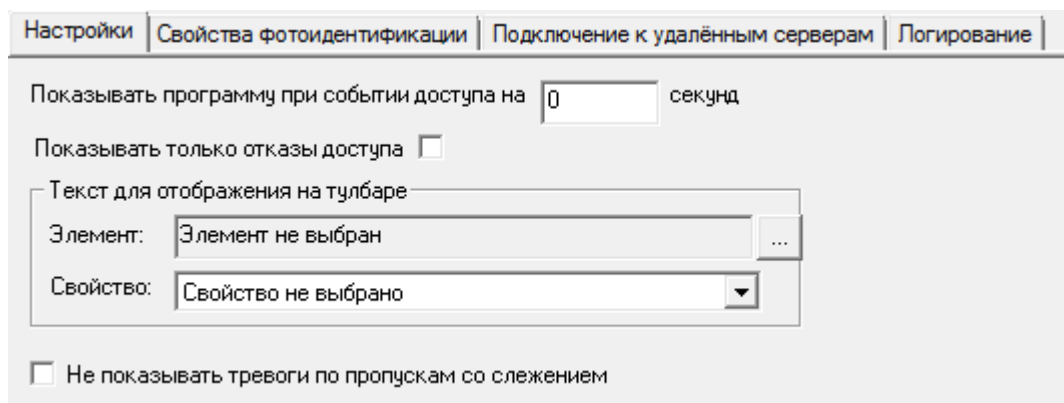 Настройки Свойства фотоидентификации Подключение к удалённым серверам Логирование
Показывать программу при событии доступа на 0 секунд
Показывать только отказы доступа
Текст для отображения на тулбаре
Элемент: Элемент не выбран ...
Свойство: Свойство не выбрано
Не показывать тревоги по пропускам со слежением